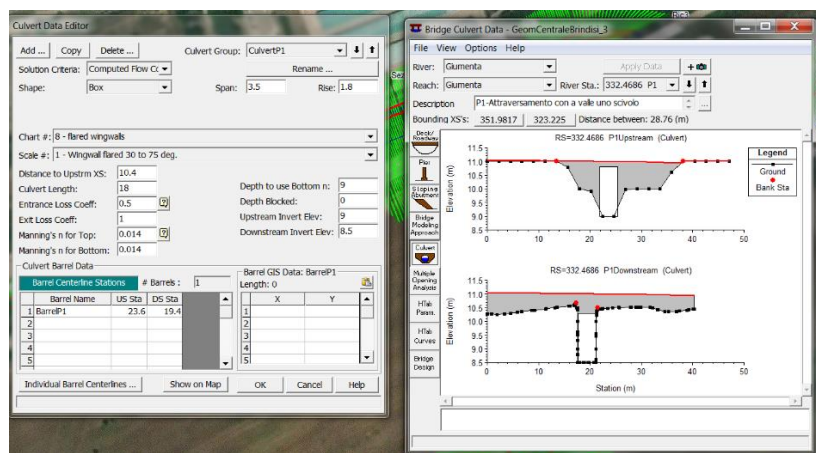 Culvert Data Editor
Add ... Copy Delete ... Culvert Group: CulvertP1
Solution Criteria: Computed Flow Cc Rename ...
Shape: Box Span: 3.5 Rise: 1.8
Chart #: 8 - flared wingwalls
Scale #: 1 - Wingwall flared 30 to 75 deg.
Distance to Upstrm XS: 10.4
Culvert Length: 18 Depth to use Bottom n: 9
Entrance Loss Coeff: 0.5 Depth Blocked: 0
Exit Loss Coeff: 1 Upstream Invert Elev: 9
Manning's n for Top: 0.014 Downstream Invert Elev: 8.5
Manning's n for Bottom: 0.014
Culvert Barrel Data
Barrel Centerline Stations # Barrels : 1
Barrel Name US Sta DS Sta
1 BarrelP1 23.6 19.4
2
3
4
5
Barrel GIS Data: BarrelP1
Length: 0
X Y
1
2
3
4
5
Individual Barrel Centerlines ... Show on Map OK Cancel Help
Bridge Culvert Data - GeomCentraleBrindisi_3
File View Options Help
River: Giumenta Apply Data
Reach: Giumenta River Sta.: 332.4686 P1
Description P1-Attraversamento con a vale uno scivolo ...
Bounding XS's: 351.9817 323.225 Distance between: 28.76 (m)
Deck/
Roadway
Pier
Sloping
Abutment
Bridge
Modeling
Approach
Culvert
Multiple
Opening
Analysis
HTab
Param.
HTab
Curves
Bridge
Design
RS=332.4686 P1Upstream (Culvert)
Elevation (m)
11.5
11.0
10.5
10.0
9.5
9.0
8.5
0 10 20 30 40 50
Legend
Ground
Bank Sta
RS=332.4686 P1Downstream (Culvert)
Elevation (m)
11.5
11.0
10.5
10.0
9.5
9.0
8.5
0 10 20 30 40 50
Station (m)